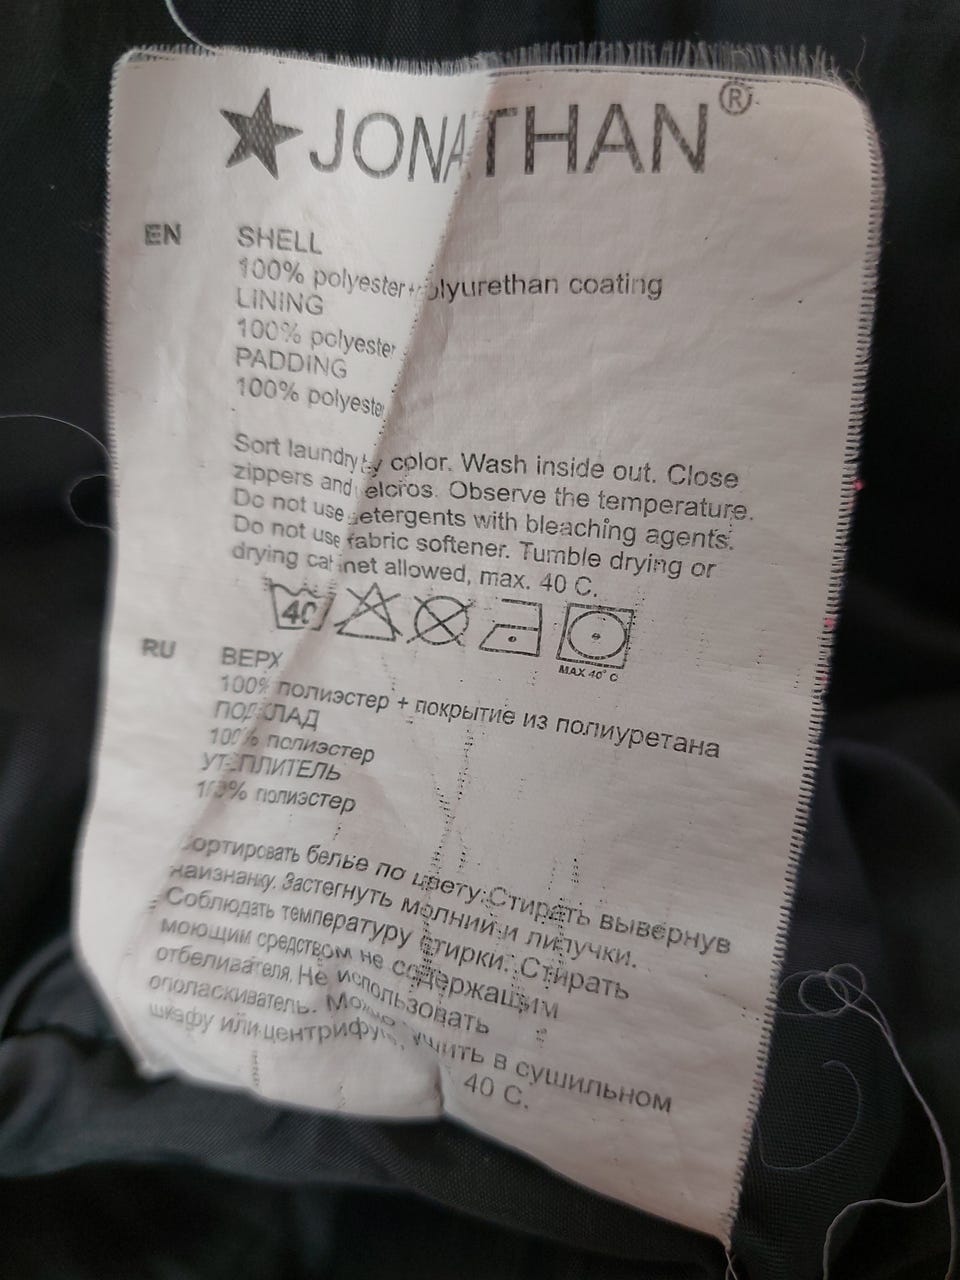 JONATHAN®
EN
SHELL
100% polyester + polyurethan coating
LINING
100% polyester
PADDING
100% polyester
Sort laundry by color. Wash inside out. Close
zippers and velcros. Observe the temperature.
Do not use detergents with bleaching agents.
Do not use fabric softener. Tumble drying or
drying cabinet allowed, max. 40 C.
40
MAX 40° C
RU
ВЕРХ
100% полиэстер + покрытие из полиуретана
ПОДКЛАД
100% полиэстер
УТЕПЛИТЕЛЬ
100% полиэстер
Сортировать белье по цвету. Стирать вывернув
наизнанку. Застегнуть молнии и липучки.
Соблюдать температуру стирки. Стирать
моющим средством не содержащим
отбеливателя. Не использовать
ополаскиватель. Можно сушить в сушильном
шкафу или центрифуге, 40 C.